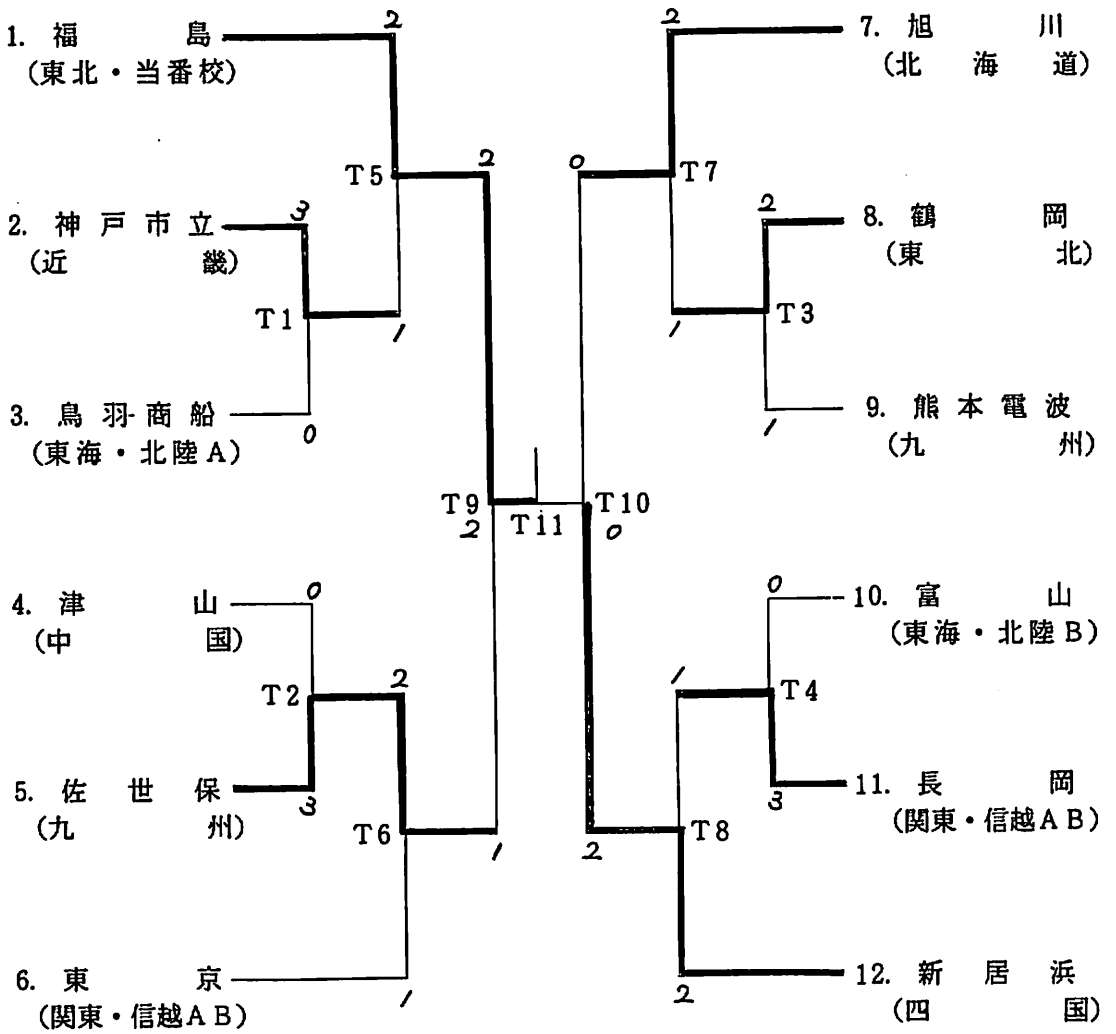 2
1. 福島
(東北・当番校)
T5
2
2. 神戸市立
3
(近畿)
T1
1
3. 鳥羽商船
0
(東海・北陸A)
T9
2
T11
4. 津山
0
(中国)
T2
2
5. 佐世保
3
(九州)
T6
1
6. 東京
1
(関東・信越AB)
2
7. 旭川
(北海道)
0
T7
2
8. 鶴岡
(東北)
T3
1
9. 熊本電波
1
(九州)
T10
0
0
10. 富山
(東海・北陸B)
1
T4
11. 長岡
3
(関東・信越AB)
T8
2
12. 新居浜
2
(四国)